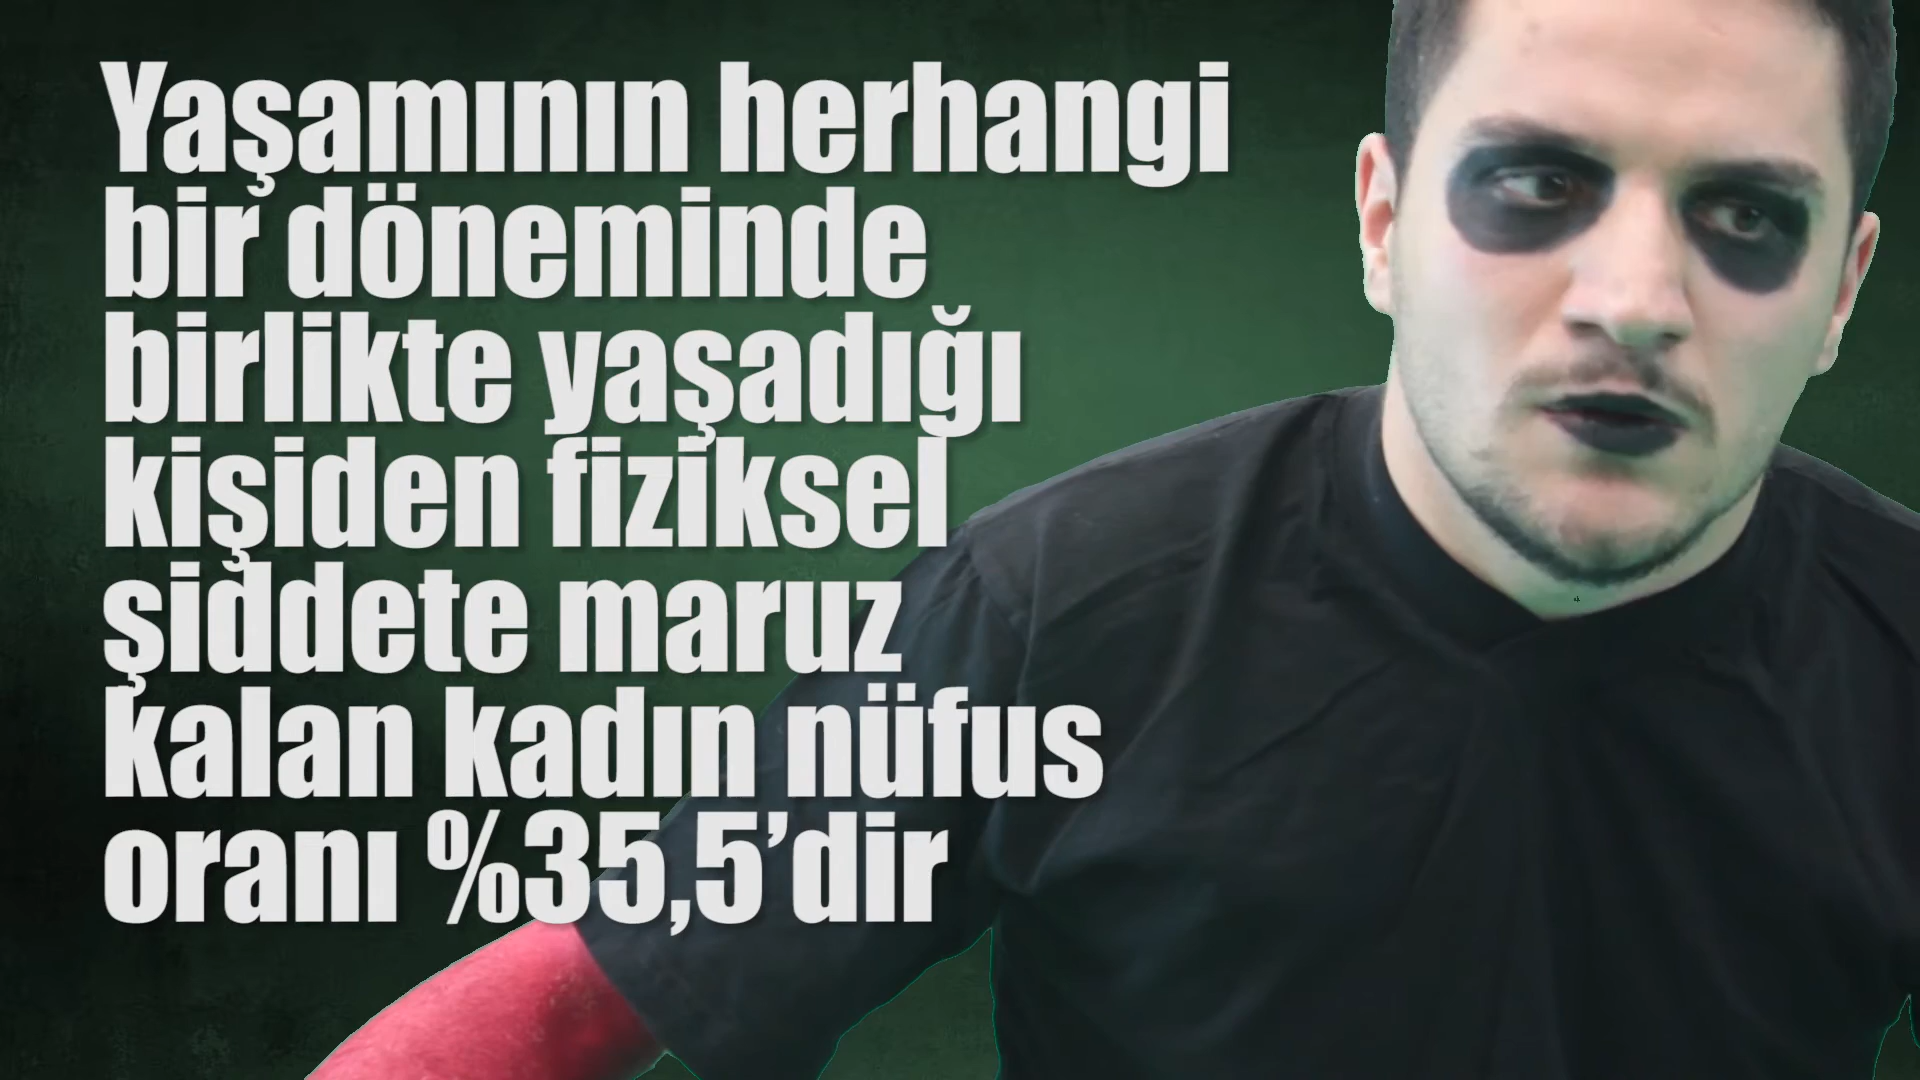 Yaşamının herhangi
bir döneminde
birlikte yaşadığı
kişiden fiziksel
şiddete maruz
kalan kadın nüfus
oranı %35,5’dir